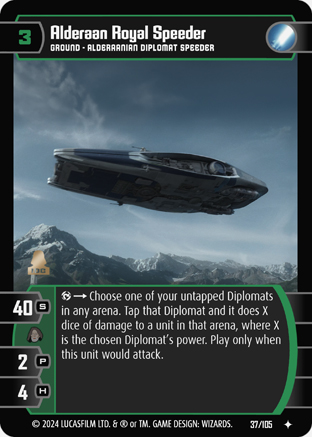 3 Alderaan Royal Speeder
GROUND - ALDERAANIAN DIPLOMAT SPEEDER
40 S
2 P
4 H
→ Choose one of your untapped Diplomats
in any arena. Tap that Diplomat and it does X
dice of damage to a unit in that arena, where X
is the chosen Diplomat's power. Play only when
this unit would attack.
© 2024 LUCASFILM LTD. & ® or TM. GAME DESIGN: WIZARDS. 37/105